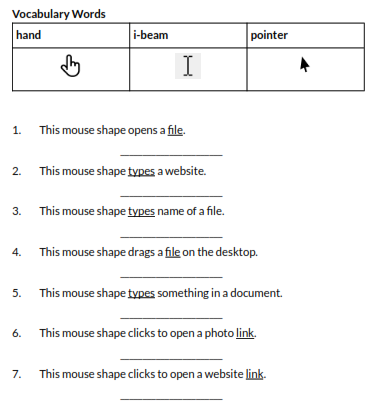 Vocabulary Words
hand i-beam pointer
1. This mouse shape opens a file.
2. This mouse shape types a website.
3. This mouse shape types name of a file.
4. This mouse shape drags a file on the desktop.
5. This mouse shape types something in a document.
6. This mouse shape clicks to open a photo link.
7. This mouse shape clicks to open a website link.